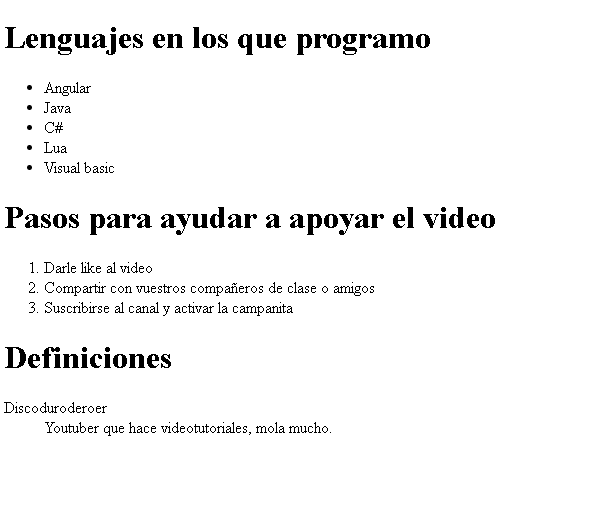 Lenguajes en los que programo
• Angular
• Java
• C#
• Lua
• Visual basic
Pasos para ayudar a apoyar el video
1. Darle like al video
2. Compartir con vuestros compañeros de clase o amigos
3. Suscribirse al canal y activar la campanita
Definiciones
Discoduroderoer
Youtuber que hace videotutoriales, mola mucho.